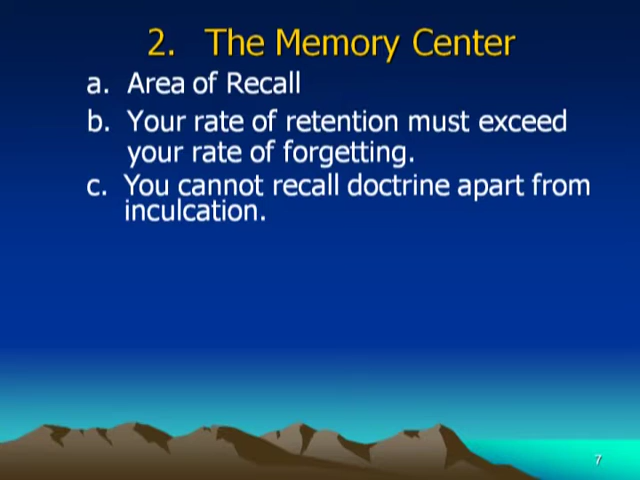 2. The Memory Center
a. Area of Recall
b. Your rate of retention must exceed
your rate of forgetting.
c. You cannot recall doctrine apart from
inculcation.
7